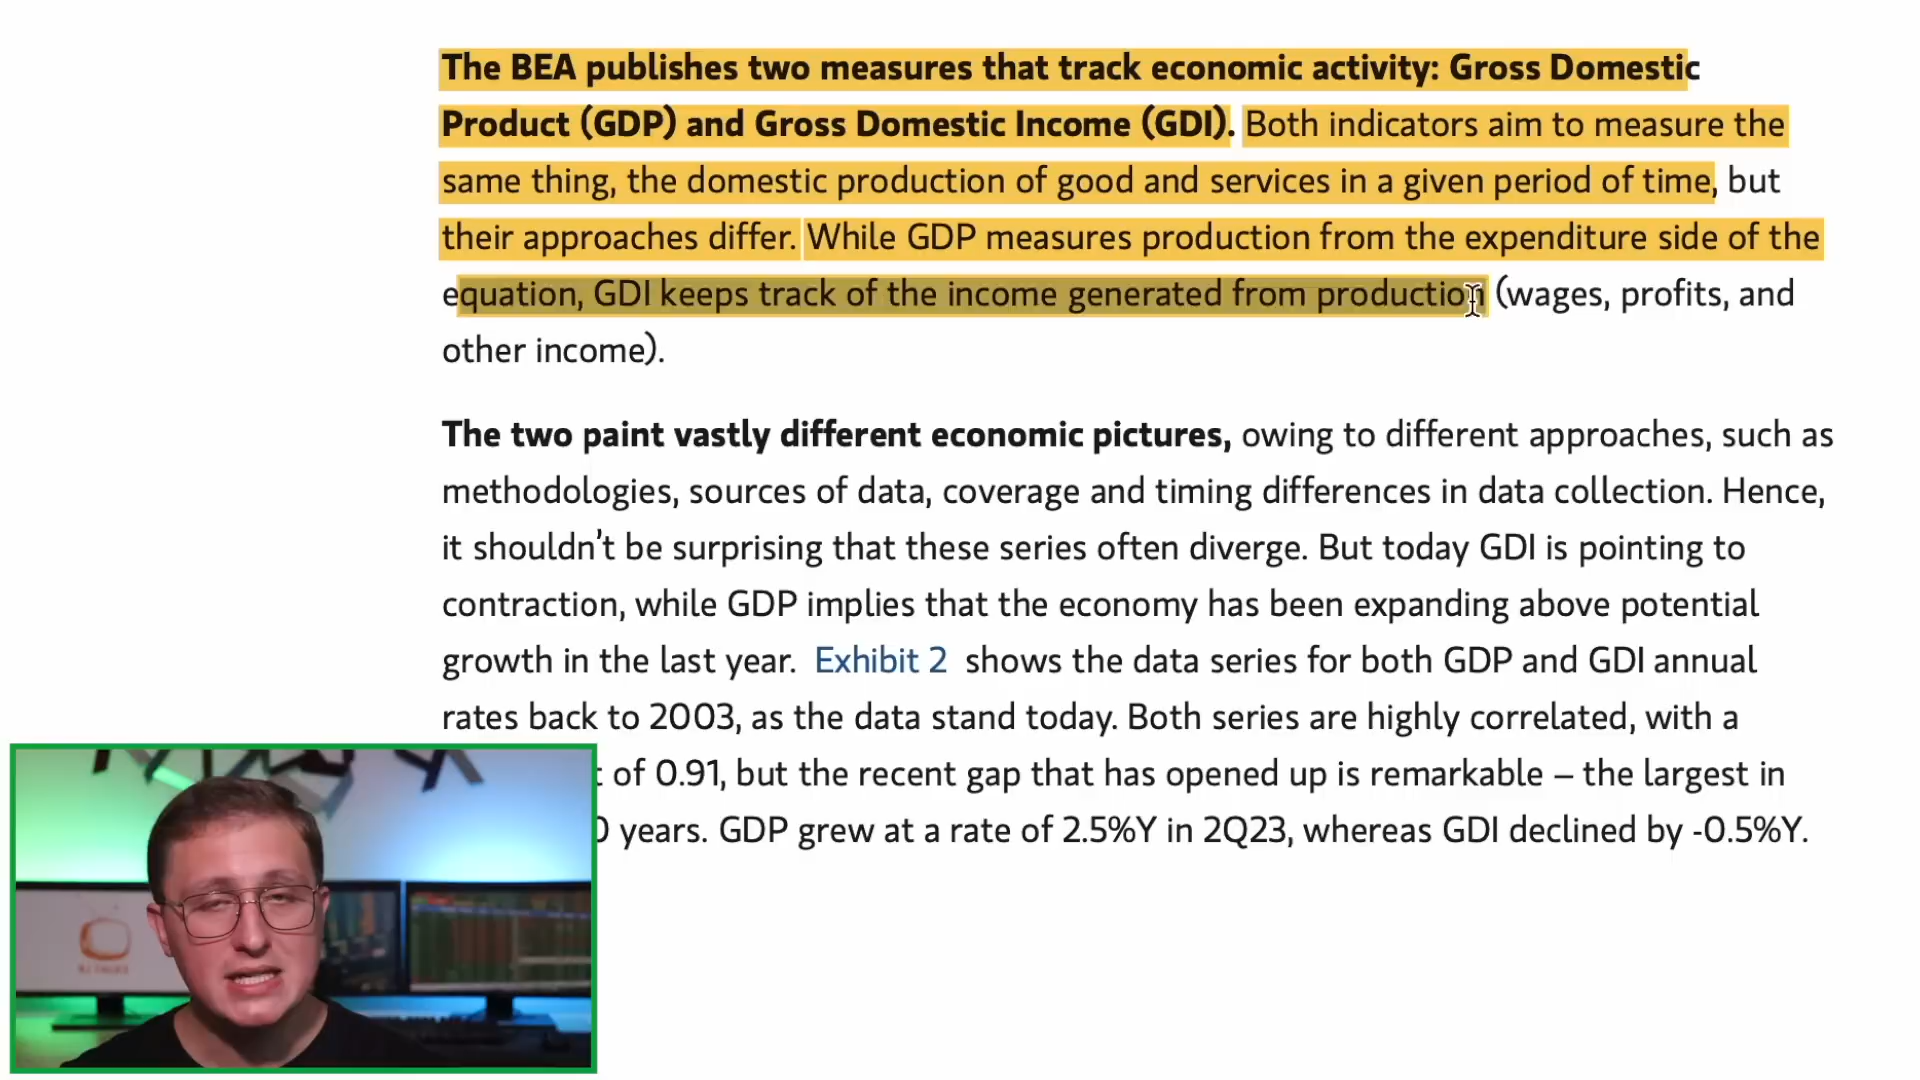 The BEA publishes two measures that track economic activity: Gross Domestic
Product (GDP) and Gross Domestic Income (GDI). Both indicators aim to measure the
same thing, the domestic production of good and services in a given period of time, but
their approaches differ. While GDP measures production from the expenditure side of the
equation, GDI keeps track of the income generated from production (wages, profits, and
other income).
The two paint vastly different economic pictures, owing to different approaches, such as
methodologies, sources of data, coverage and timing differences in data collection. Hence,
it shouldn't be surprising that these series often diverge. But today GDI is pointing to
contraction, while GDP implies that the economy has been expanding above potential
growth in the last year. Exhibit 2 shows the data series for both GDP and GDI annual
rates back to 2003, as the data stand today. Both series are highly correlated, with a
of 0.91, but the recent gap that has opened up is remarkable – the largest in
years. GDP grew at a rate of 2.5%Y in 2Q23, whereas GDI declined by -0.5%Y.